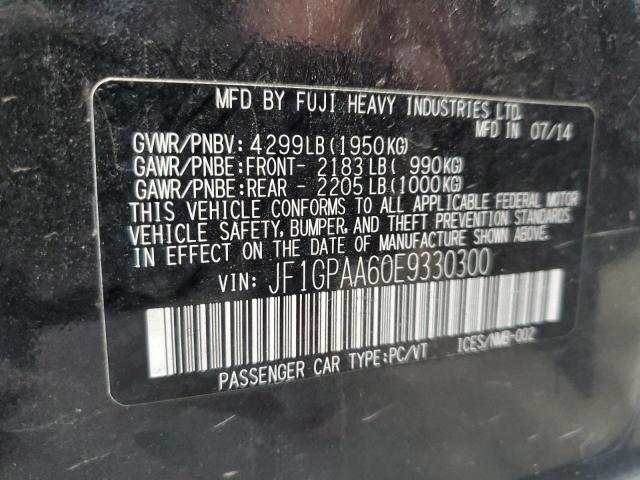 MFD BY FUJI HEAVY INDUSTRIES LTD.
MFD IN 07/14
GVWR/PNBV: 4299LB (1950KG)
GAWR/PNBE:FRONT- 2183LB ( 990KG)
GAWR/PNBE:REAR - 2205LB (1000KG)
THIS VEHICLE CONFORMS TO ALL APPLICABLE FEDERAL MOTOR
VEHICLE SAFETY, BUMPER, AND THEFT PREVENTION STANDARDS
IN EFFECT ON THE DATE OF MANUFACTURE SHOWN ABOVE.
VIN: JF1GPAA60E9330300
ICES/NMB-002
PASSENGER CAR TYPE:PC/VT